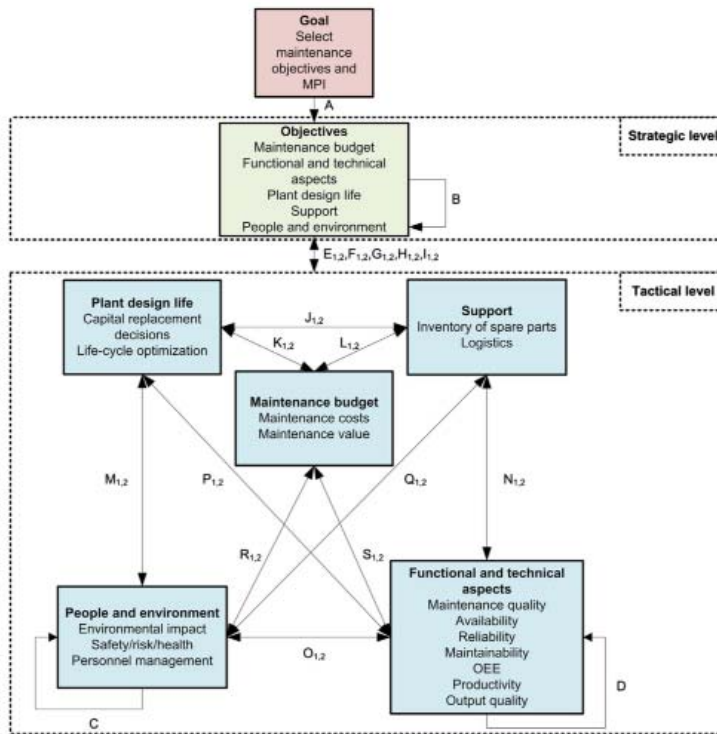 Goal
Select
maintenance
objectives and
MPI
A
Strategic level
Objectives
Maintenance budget
Functional and technical
aspects
Plant design life
Support
People and environment
B
E1,2,F1,2,G1,2,H1,2,I1,2
Tactical level
Plant design life
Capital replacement
decisions
Life-cycle optimization
J1,2
Support
Inventory of spare parts
Logistics
K1,2
L1,2
Maintenance budget
Maintenance costs
Maintenance value
M1,2
P1,2
Q1,2
N1,2
R1,2
S1,2
People and environment
Environmental impact
Safety/risk/health
Personnel management
O1,2
Functional and technical
aspects
Maintenance quality
Availability
Reliability
Maintainability
OEE
Productivity
Output quality
C
D